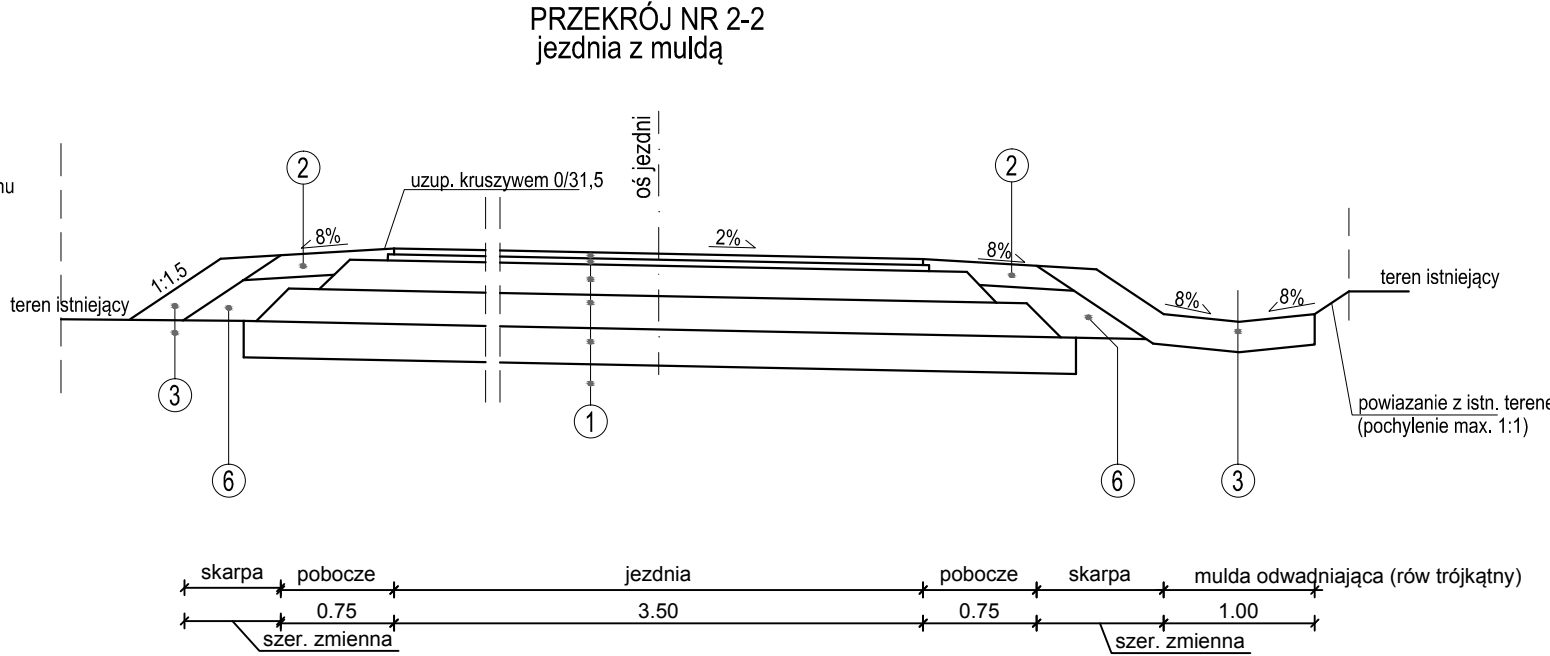 PRZEKRÓJ NR 2-2
jezdnia z muldą
oś jezdni
2
2
uzup. kruszywem 0/31,5
8%
2%
8%
1:1.5
teren istniejący
teren istniejący
8%
8%
3
6
1
6
3
powiazanie z istn.
(pochylenie max. 1:1)
skarpa
pobocze
jezdnia
pobocze
skarpa
mulda odwadniająca (rów trójkątny)
0.75
3.50
0.75
1.00
szer. zmienna
szer. zmienna